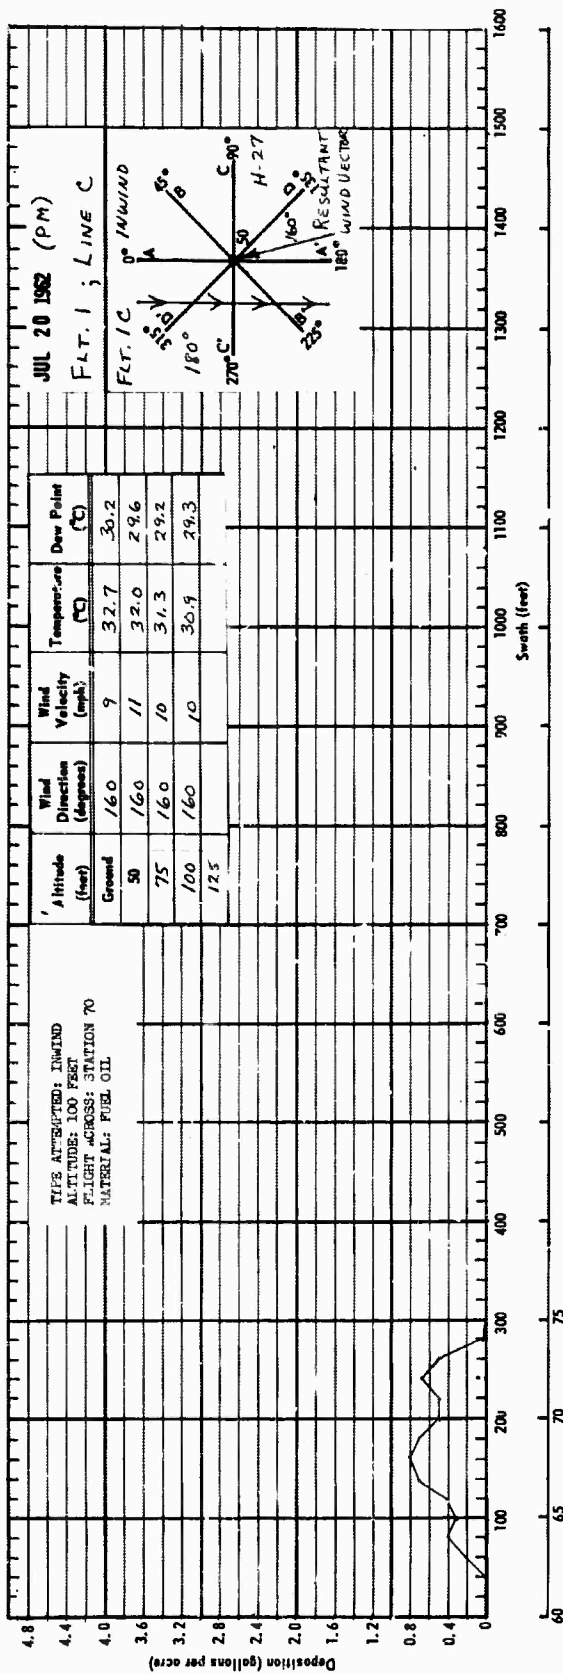 JUL 20 1962 (PM)
FLT. 1 ; LINE C
FLT. 1C
INWIND
0°
A
45°
B
C
90°
H-27
D
135°
160°
50
RESULTANT
WIND VECTOR
A'
180°
B'
225°
270°
C'
315°
D'
180°
TYPE ATTEMPTED: INWIND
ALTITUDE: 100 FEET
FLIGHT ACROSS: STATION 70
MATERIAL: FUEL OIL
Altitude (feet) Wind Direction (degrees) Wind Velocity (mph) Temperature (°C) Dew Point (°C)
Ground 160 9 32.7 30.2
50 160 11 32.0 29.6
75 160 10 31.3 29.2
100 160 10 30.9 29.3
125
Deposition (gallons per acre)
4.8
4.4
4.0
3.6
3.2
2.8
2.4
2.0
1.6
1.2
0.8
0.4
0
100 200 300 400 500 600 700 800 900 1000 1100 1200 1300 1400 1500 1600
Swath (feet)
60 65 70 75